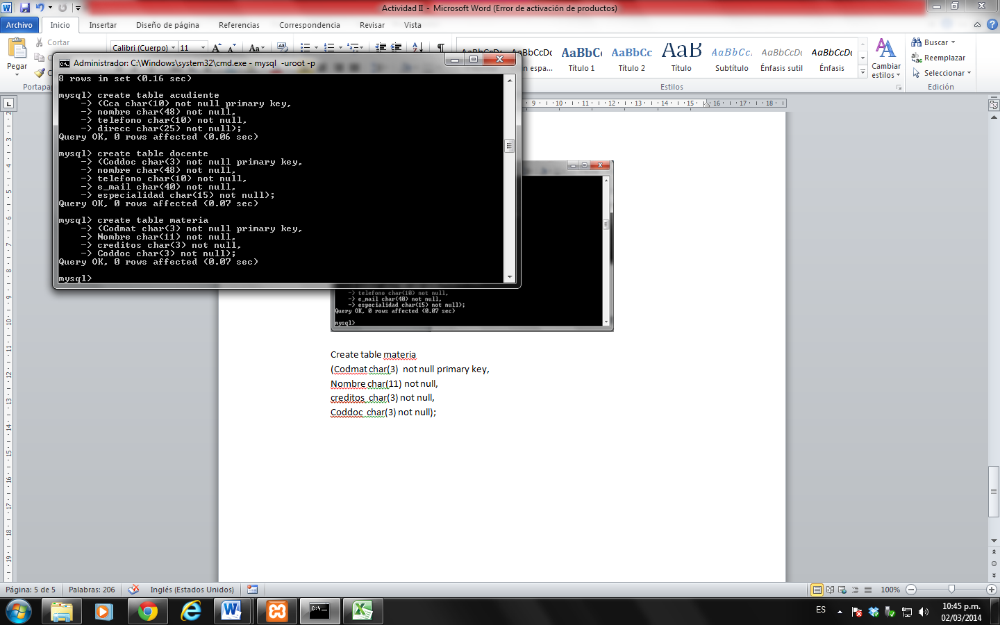 Actividad II - Microsoft Word (Error de activación de productos)
Archivo Inicio Insertar Diseño de página Referencias Correspondencia Revisar Vista
Cortar
Pegar
Portapap
Calibri (Cuerpo) 11
AaBbCc AaBbCc AaB AaBbCc. AaBbCcDc AaBbCcDc
n espa... Título 1 Título 2 Título Subtítulo Énfasis sutil Énfasis
Estilos
Cambiar
estilos
Buscar
Reemplazar
Seleccionar
Edición
Administrador: C:\Windows\system32\cmd.exe - mysql -uroot -p
8 rows in set (0.16 sec)
mysql> create table acudiente
-> (Cca char(10) not null primary key,
-> nombre char(48) not null,
-> telefono char(10) not null,
-> direcc char(25) not null);
Query OK, 0 rows affected (0.06 sec)
mysql> create table docente
-> (Coddoc char(3) not null primary key,
-> nombre char(48) not null,
-> telefono char(10) not null,
-> e_mail char(40) not null,
-> especialidad char(15) not null);
Query OK, 0 rows affected (0.07 sec)
mysql> create table materia
-> (Codmat char(3) not null primary key,
-> Nombre char(11) not null,
-> creditos char(3) not null,
-> Coddoc char(3) not null);
Query OK, 0 rows affected (0.07 sec)
mysql>
-> telefono char(10) not null,
-> e_mail char(40) not null,
-> especialidad char(15) not null);
Query OK, 0 rows affected (0.07 sec)
mysql>
Create table materia
(Codmat char(3)  not null primary key,
Nombre char(11) not null,
creditos  char(3) not null,
Coddoc  char(3) not null);
Página: 5 de 5 Palabras: 206 Inglés (Estados Unidos) 100%
ES 10:45 p.m.
02/03/2014